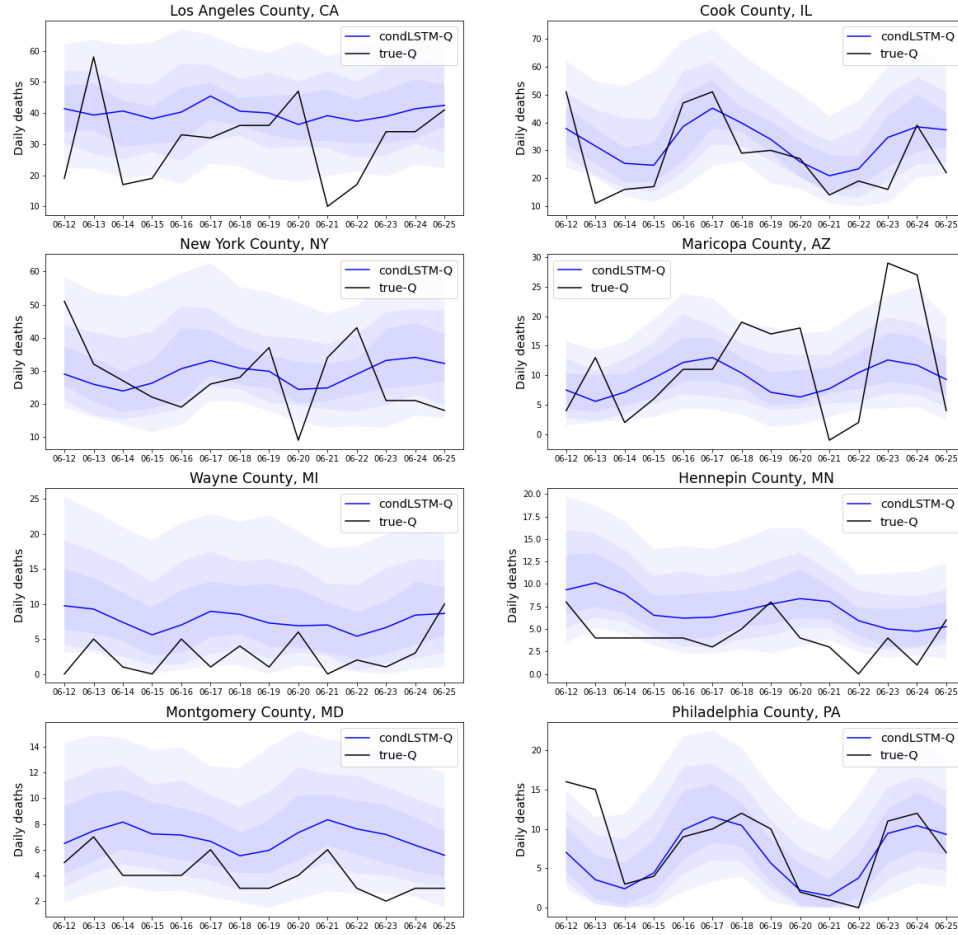 Los Angeles County, CA
Daily deaths
60
50
40
30
20
10
condLSTM-Q
true-Q
06-12 06-13 06-14 06-15 06-16 06-17 06-18 06-19 06-20 06-21 06-22 06-23 06-24 06-25
Cook County, IL
Daily deaths
70
60
50
40
30
20
10
condLSTM-Q
true-Q
06-12 06-13 06-14 06-15 06-16 06-17 06-18 06-19 06-20 06-21 06-22 06-23 06-24 06-25
New York County, NY
Daily deaths
60
50
40
30
20
10
condLSTM-Q
true-Q
06-12 06-13 06-14 06-15 06-16 06-17 06-18 06-19 06-20 06-21 06-22 06-23 06-24 06-25
Maricopa County, AZ
Daily deaths
30
25
20
15
10
5
0
condLSTM-Q
true-Q
06-12 06-13 06-14 06-15 06-16 06-17 06-18 06-19 06-20 06-21 06-22 06-23 06-24 06-25
Wayne County, MI
Daily deaths
25
20
15
10
5
0
condLSTM-Q
true-Q
06-12 06-13 06-14 06-15 06-16 06-17 06-18 06-19 06-20 06-21 06-22 06-23 06-24 06-25
Hennepin County, MN
Daily deaths
20.0
17.5
15.0
12.5
10.0
7.5
5.0
2.5
0.0
condLSTM-Q
true-Q
06-12 06-13 06-14 06-15 06-16 06-17 06-18 06-19 06-20 06-21 06-22 06-23 06-24 06-25
Montgomery County, MD
Daily deaths
14
12
10
8
6
4
2
condLSTM-Q
true-Q
06-12 06-13 06-14 06-15 06-16 06-17 06-18 06-19 06-20 06-21 06-22 06-23 06-24 06-25
Philadelphia County, PA
Daily deaths
20
15
10
5
0
condLSTM-Q
true-Q
06-12 06-13 06-14 06-15 06-16 06-17 06-18 06-19 06-20 06-21 06-22 06-23 06-24 06-25